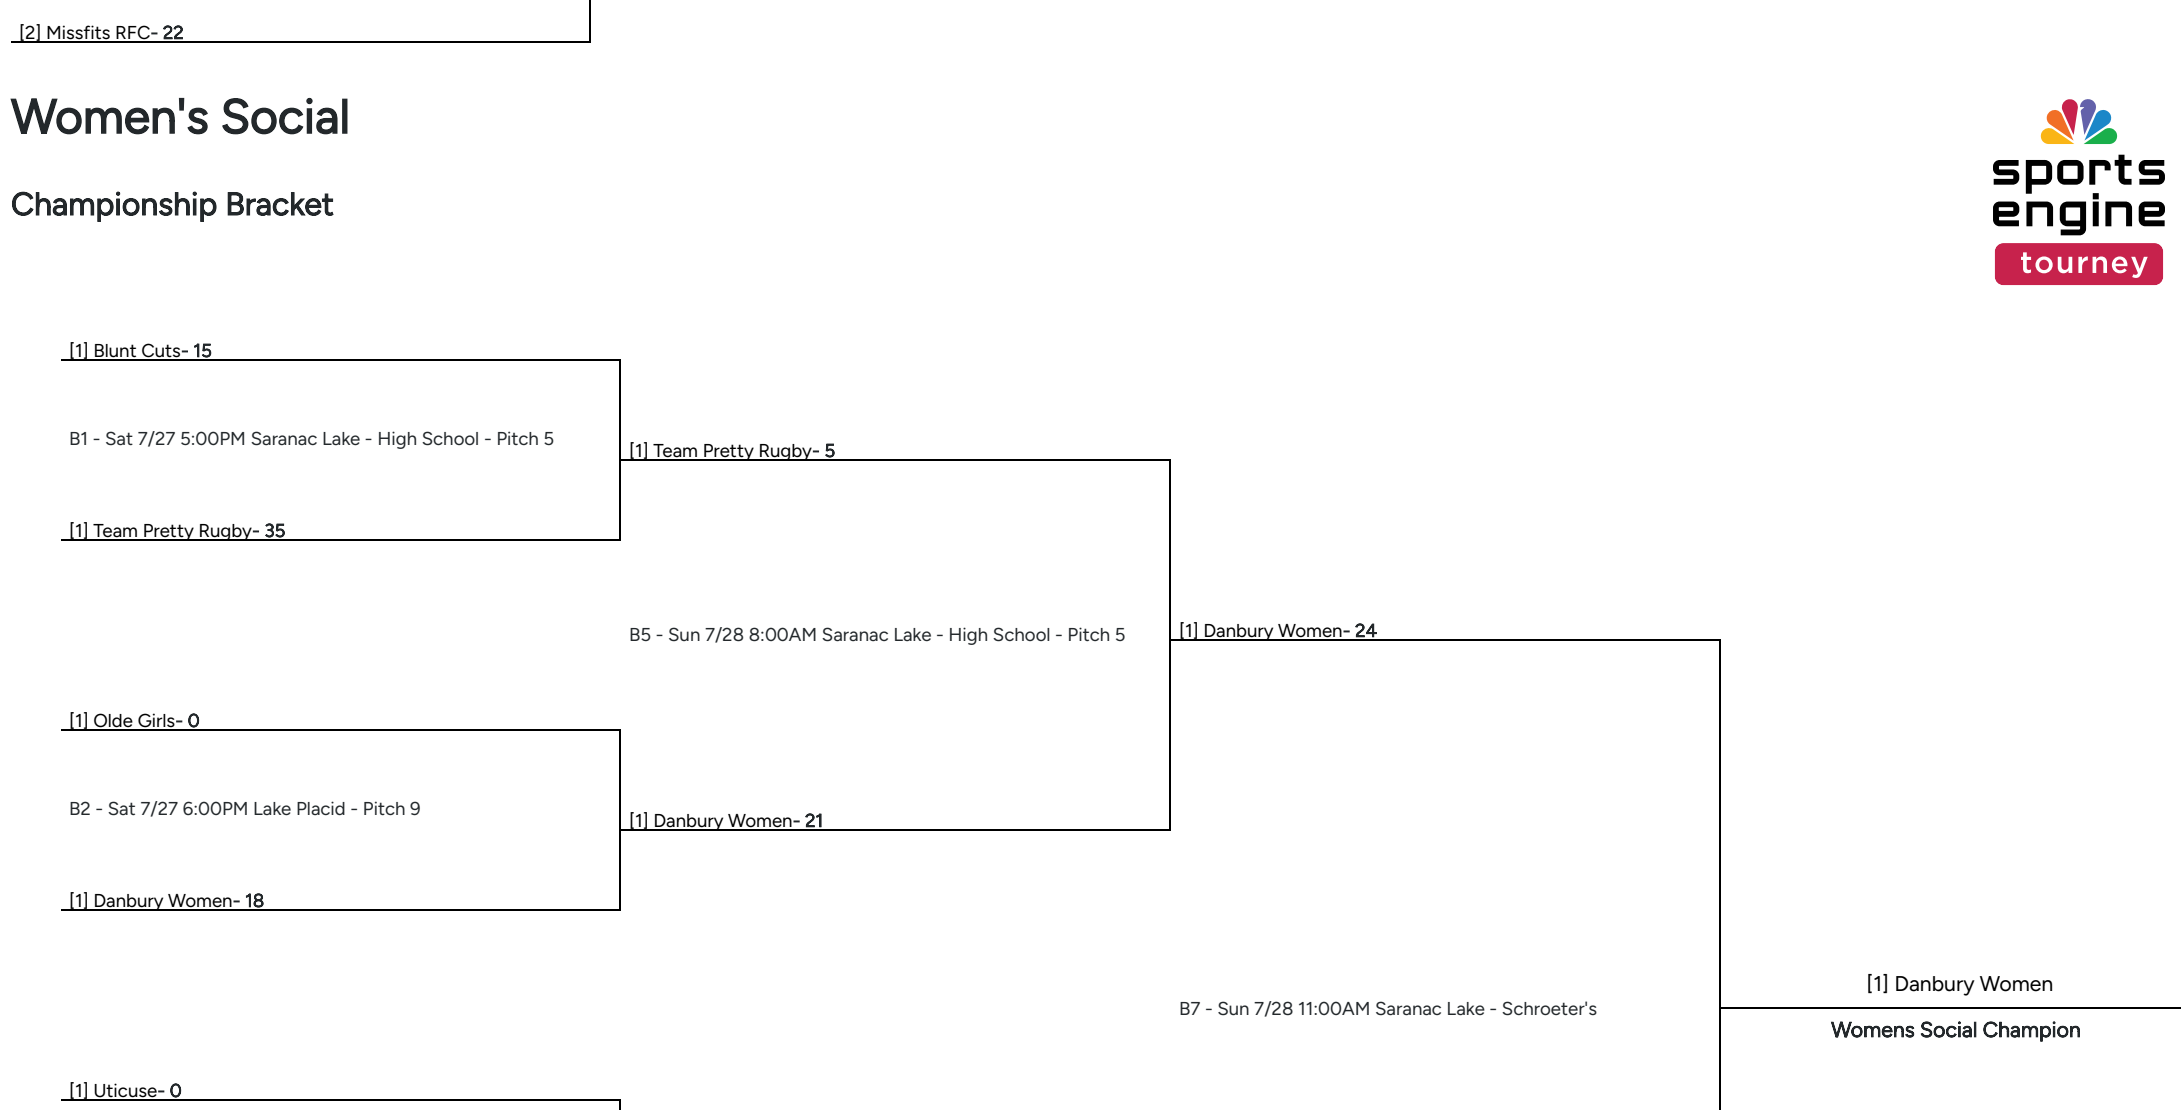 [2] Missfits RFC- 22
Women's Social
Championship Bracket
sports
engine
tourney
[1] Blunt Cuts- 15
B1 - Sat 7/27 5:00PM Saranac Lake - High School - Pitch 5
[1] Team Pretty Rugby- 5
[1] Team Pretty Rugby- 35
B5 - Sun 7/28 8:00AM Saranac Lake - High School - Pitch 5
[1] Danbury Women- 24
[1] Olde Girls- 0
B2 - Sat 7/27 6:00PM Lake Placid - Pitch 9
[1] Danbury Women- 21
[1] Danbury Women- 18
[1] Danbury Women
B7 - Sun 7/28 11:00AM Saranac Lake - Schroeter's
Womens Social Champion
[1] Uticuse- 0